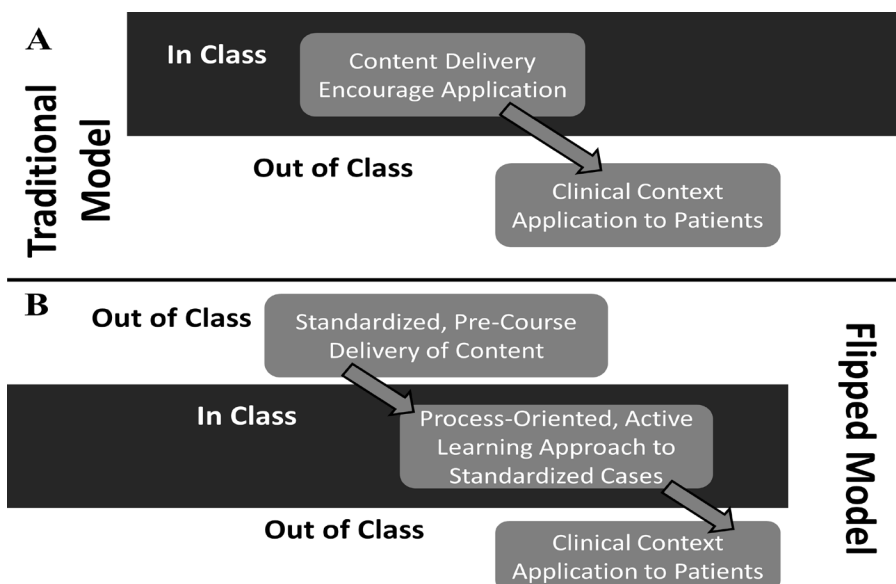 A
Traditional
Model
In Class
Content Delivery
Encourage Application
Out of Class
Clinical Context
Application to Patients
B
Out of Class
Standardized, Pre-Course
Delivery of Content
Flipped Model
In Class
Process-Oriented, Active
Learning Approach to
Standardized Cases
Out of Class
Clinical Context
Application to Patients